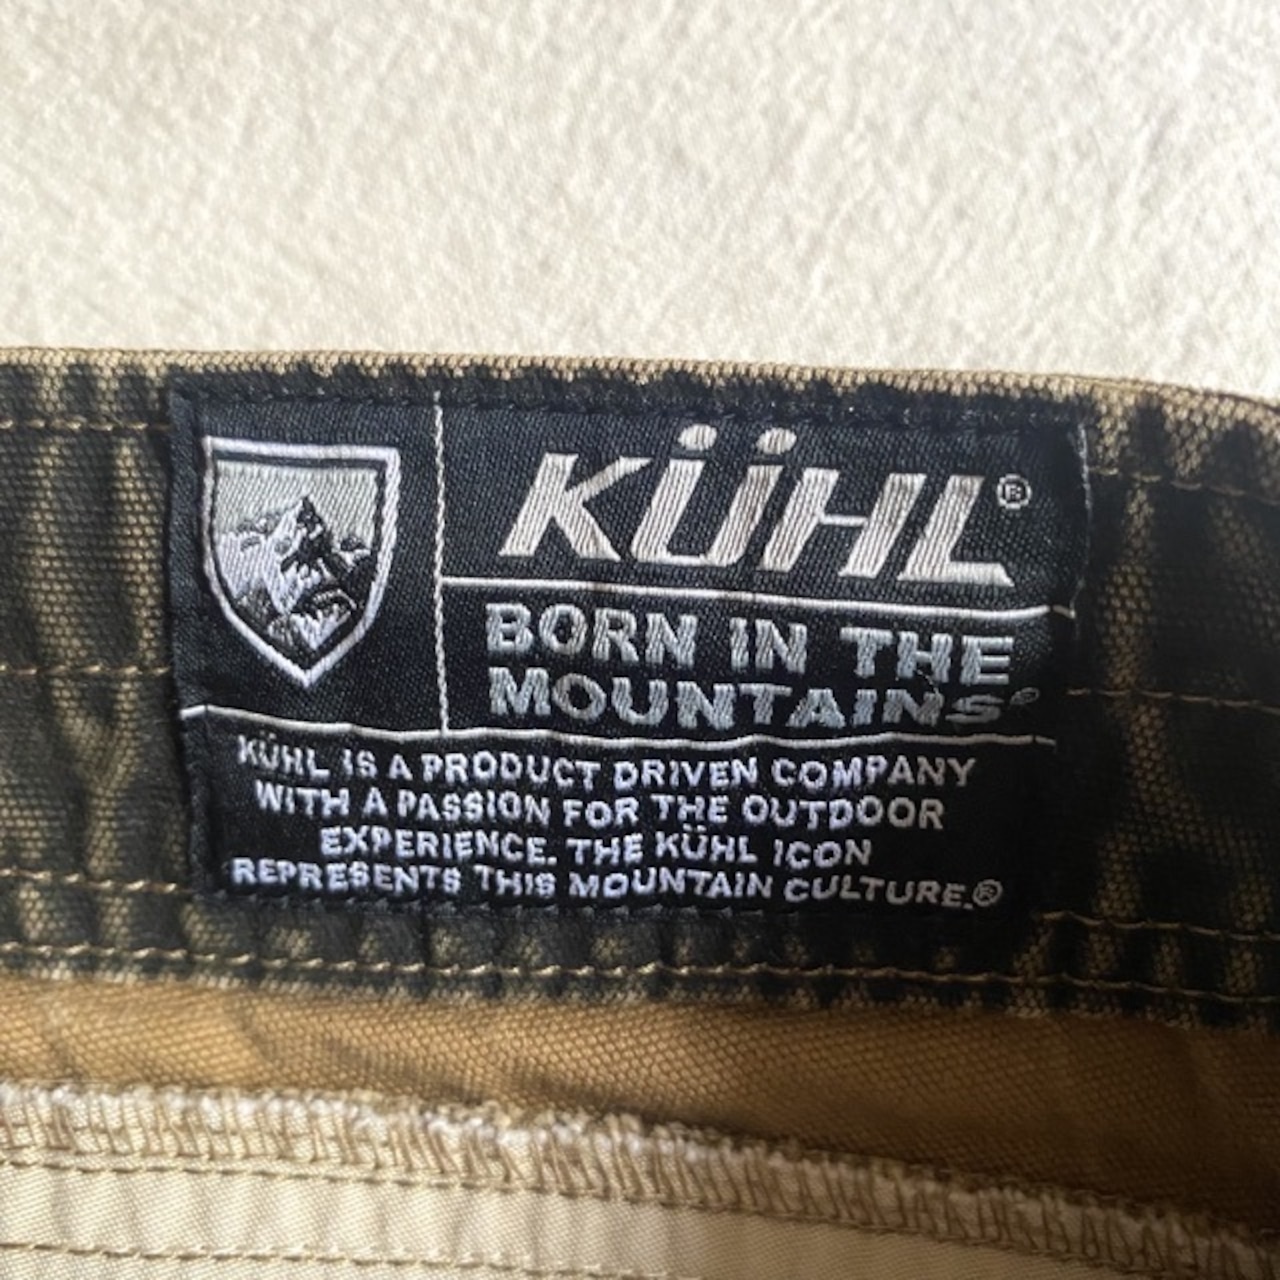 KÜHL®
BORN IN THE
MOUNTAINS®
KÜHL IS A PRODUCT DRIVEN COMPANY
WITH A PASSION FOR THE OUTDOOR
EXPERIENCE. THE KÜHL ICON
REPRESENTS THIS MOUNTAIN CULTURE.®